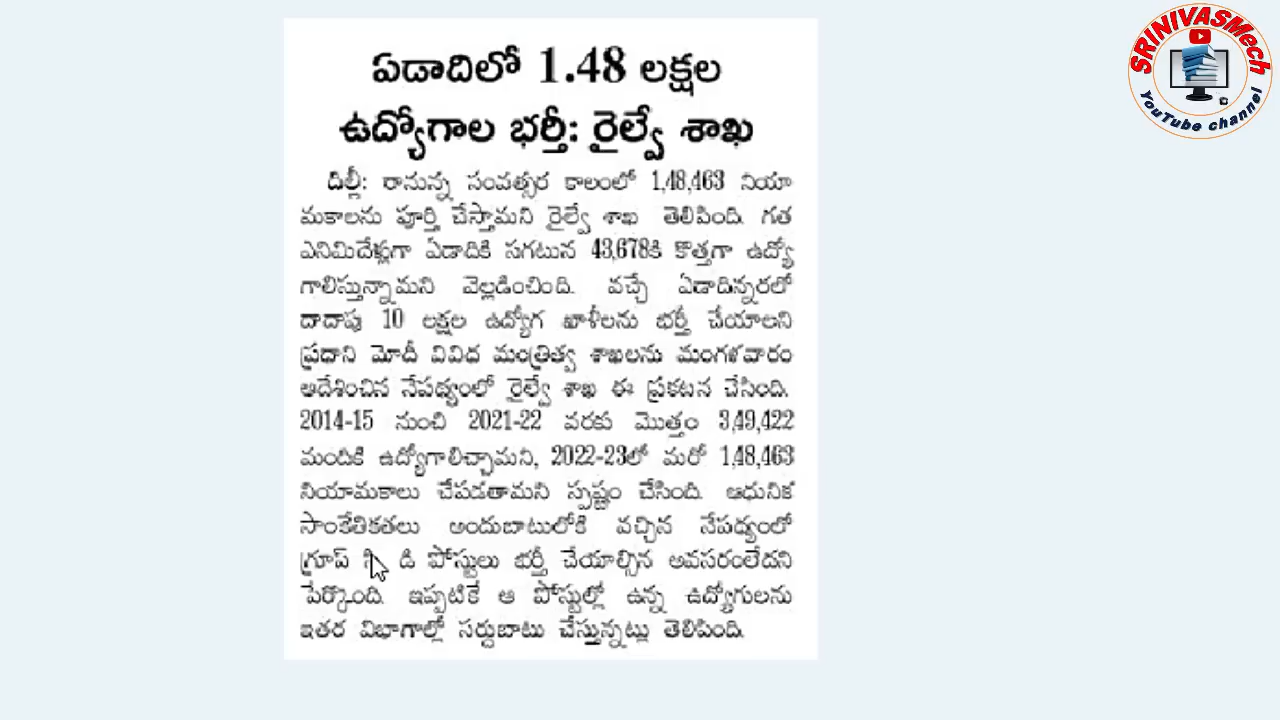 ఏడాదిలో 1.48 లక్షల
ఉద్యోగాల భర్తీ: రైల్వే శాఖ
దిల్లీ: రానున్న సంవత్సర కాలంలో 1,48,463 నియా
మకాలను పూర్తి చేస్తామని రైల్వే శాఖ తెలిపింది. గత
ఎనిమిదేళ్లుగా ఏడాదికి సగటున 43,678కి కొత్తగా ఉద్యో
గాలిస్తున్నామని వెల్లడించింది. వచ్చే ఏడాదిన్నరలో
దాదాపు 10 లక్షల ఉద్యోగ ఖాళీలను భర్తీ చేయాలని
ప్రధాని మోదీ వివిధ మంత్రిత్వ శాఖలను మంగళవారం
ఆదేశించిన నేపథ్యంలో రైల్వే శాఖ ఈ ప్రకటన చేసింది.
2014-15 నుంచి 2021-22 వరకు మొత్తం 3,49,422
మందికి ఉద్యోగాలిచ్చామని, 2022-23లో మరో 1,48,463
నియామకాలు చేపడతామని స్పష్టం చేసింది. ఆధునిక
సాంకేతికతలు అందుబాటులోకి వచ్చిన నేపథ్యంలో
గ్రూప్ డి పోస్టులు భర్తీ చేయాల్సిన అవసరంలేదని
పేర్కొంది. ఇప్పటికే ఆ పోస్టుల్లో ఉన్న ఉద్యోగులను
ఇతర విభాగాల్లో సర్దుబాటు చేస్తున్నట్లు తెలిపింది.
SRINIVASMech
YouTube channel